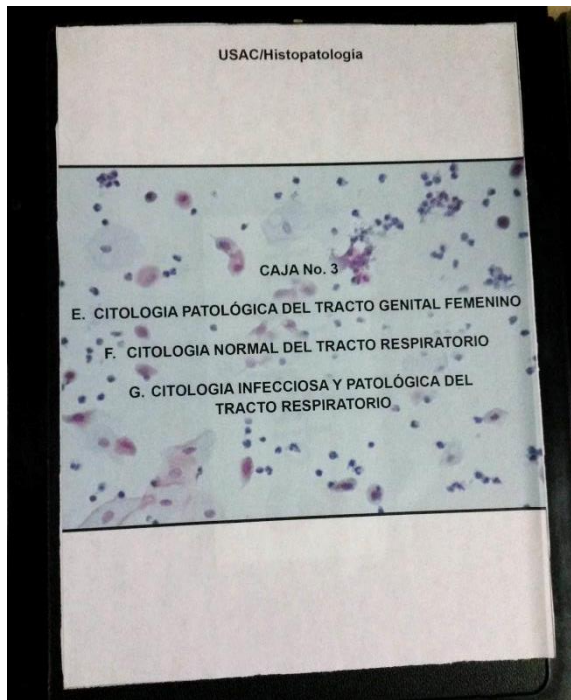 USAC/Histopatología
CAJA No. 3
E. CITOLOGIA PATOLÓGICA DEL TRACTO GENITAL FEMENINO
F. CITOLOGIA NORMAL DEL TRACTO RESPIRATORIO
G. CITOLOGIA INFECCIOSA Y PATOLÓGICA DEL
TRACTO RESPIRATORIO